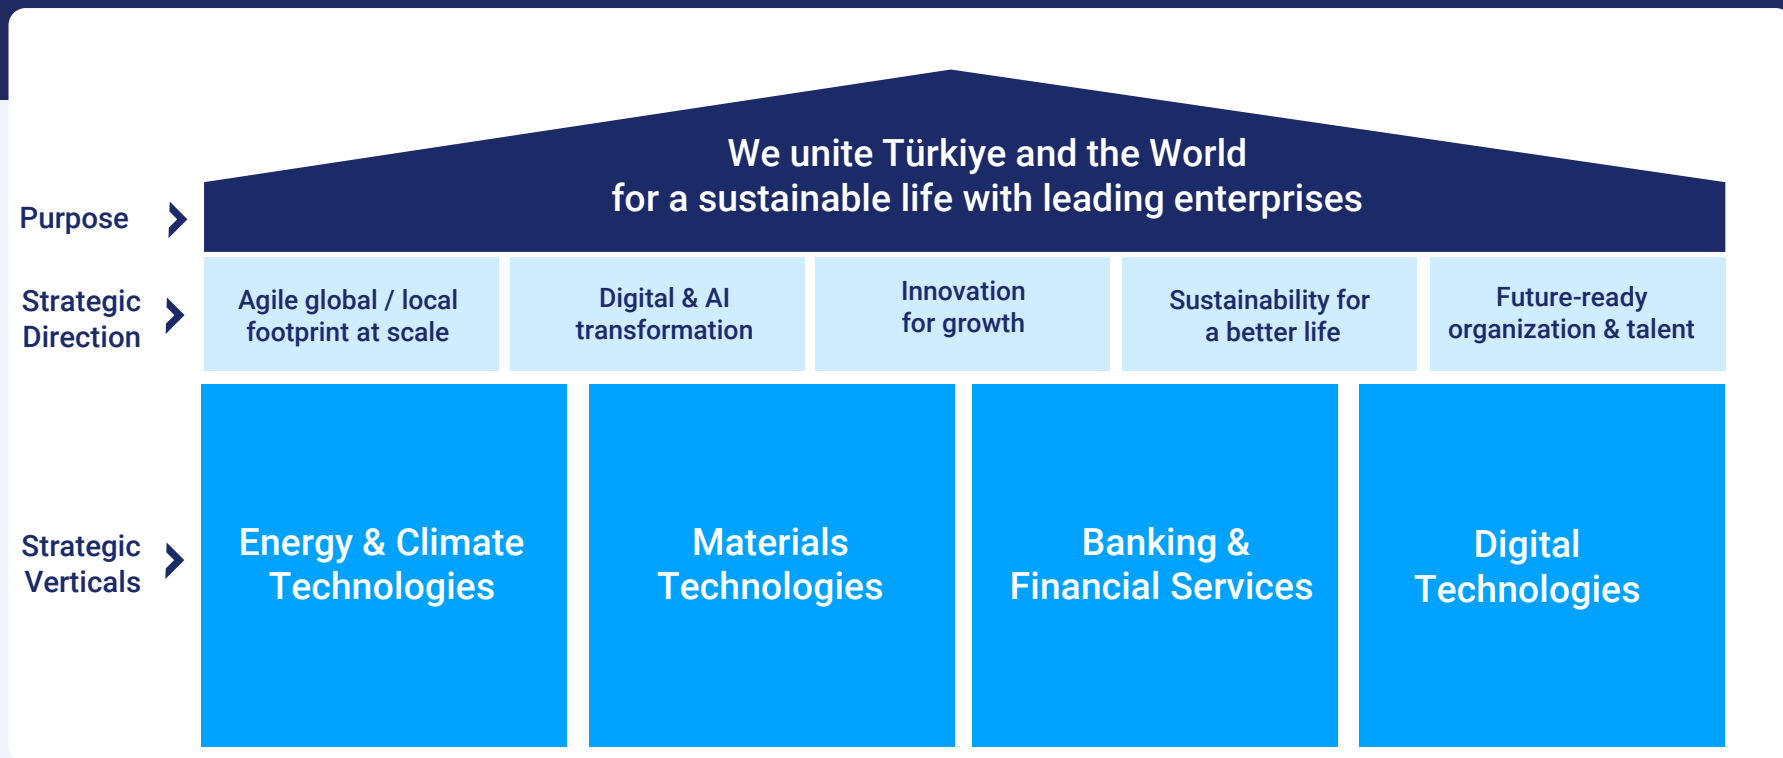 We unite Türkiye and the World
for a sustainable life with leading enterprises
Purpose
Strategic
Direction
Agile global / local
footprint at scale
Digital & AI
transformation
Innovation
for growth
Sustainability for
a better life
Future-ready
organization & talent
Strategic
Verticals
Energy & Climate
Technologies
Materials
Technologies
Banking &
Financial Services
Digital
Technologies